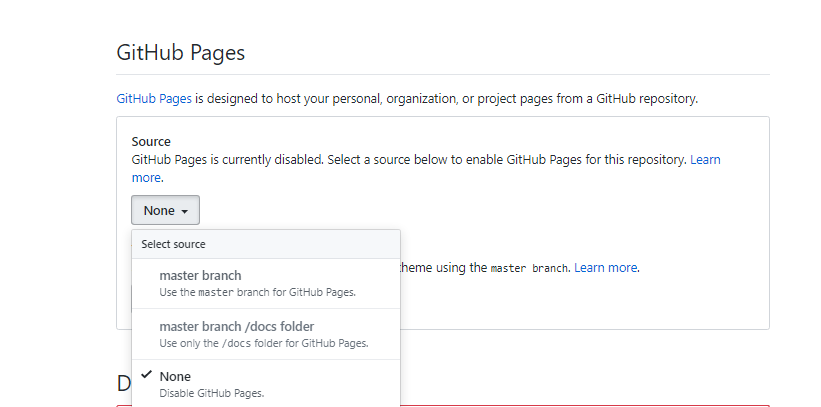 GitHub Pages
GitHub Pages is designed to host your personal, organization, or project pages from a GitHub repository.
Source
GitHub Pages is currently disabled. Select a source below to enable GitHub Pages for this repository. Learn
more.
None
Select source
master branch
Use the master branch for GitHub Pages.
heme using the master branch. Learn more.
master branch /docs folder
Use only the /docs folder for GitHub Pages.
None
Disable GitHub Pages.
D